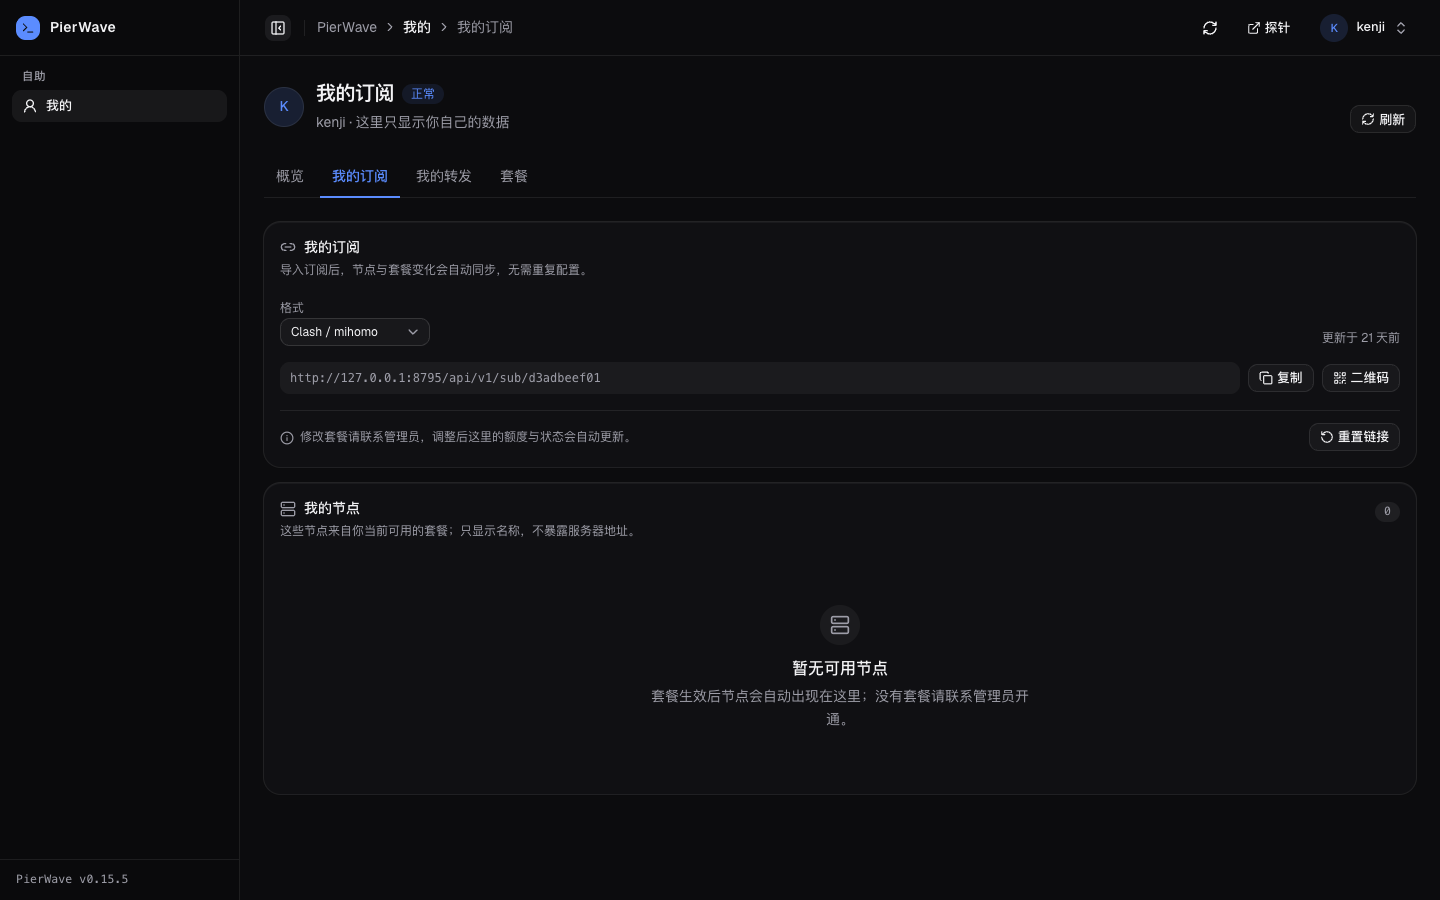 PierWave
PierWave > 我的 > 我的订阅
探针
K
kenji
自助
我的
K
我的订阅
正常
kenji · 这里只显示你自己的数据
刷新
概览
我的订阅
我的转发
套餐
我的订阅
导入订阅后，节点与套餐变化会自动同步，无需重复配置。
格式
Clash / mihomo
更新于 21 天前
http://127.0.0.1:8795/api/v1/sub/d3adbeef01
复制
二维码
修改套餐请联系管理员，调整后这里的额度与状态会自动更新。
重置链接
我的节点
0
这些节点来自你当前可用的套餐；只显示名称，不暴露服务器地址。
暂无可用节点
套餐生效后节点会自动出现在这里；没有套餐请联系管理员开
通。
PierWave v0.15.5